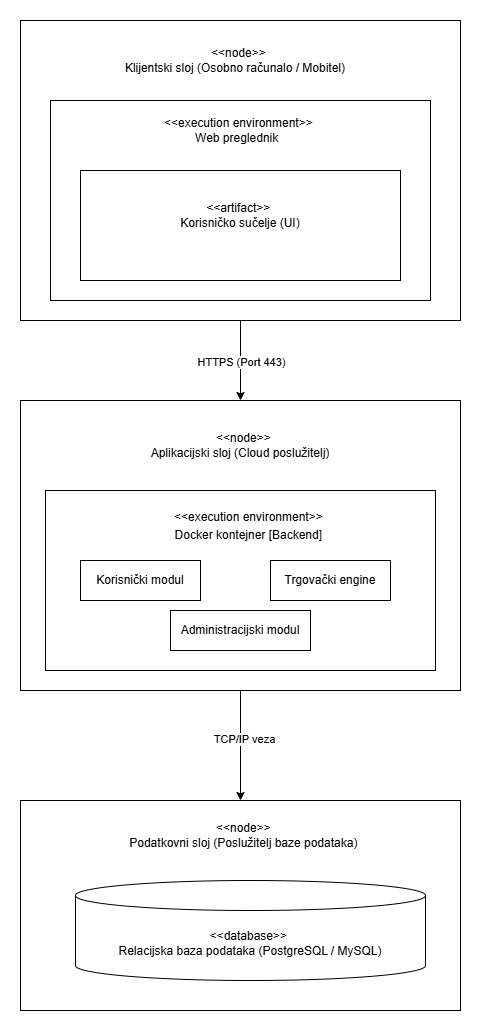 <<node>>
Klijentski sloj (Osobno računalo / Mobitel)
<<execution environment>>
Web preglednik
<<artifact>>
Korisničko sučelje (UI)
HTTPS (Port 443)
<<node>>
Aplikacijski sloj (Cloud poslužitelj)
<<execution environment>>
Docker kontejner [Backend]
Korisnički modul
Trgovački engine
Administracijski modul
TCP/IP veza
<<node>>
Podatkovni sloj (Poslužitelj baze podataka)
<<database>>
Relacijska baza podataka (PostgreSQL / MySQL)